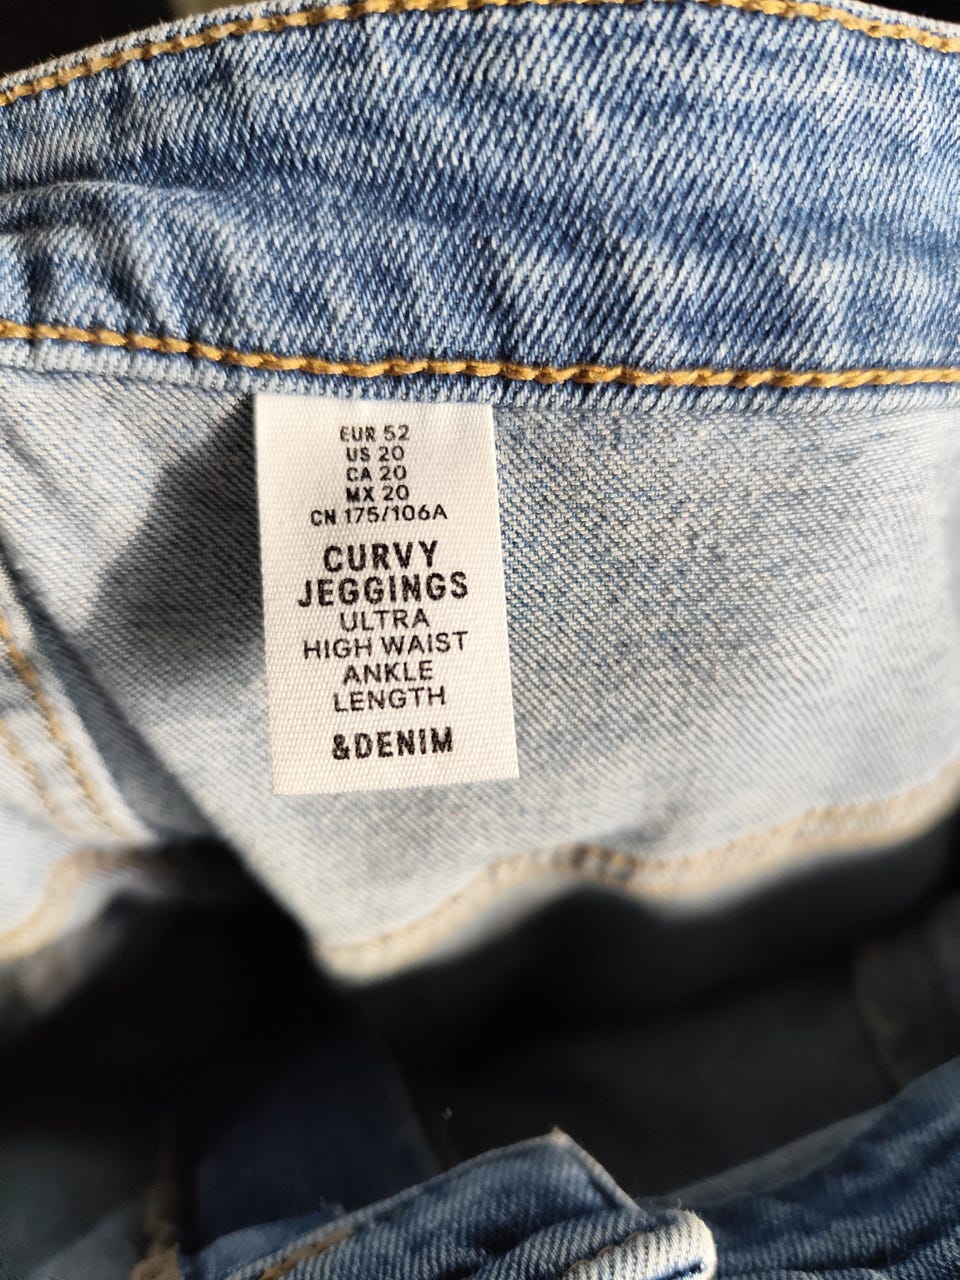 EUR 52
US 20
CA 20
MX 20
CN 175/106A
CURVY
JEGGINGS
ULTRA
HIGH WAIST
ANKLE
LENGTH
&DENIM